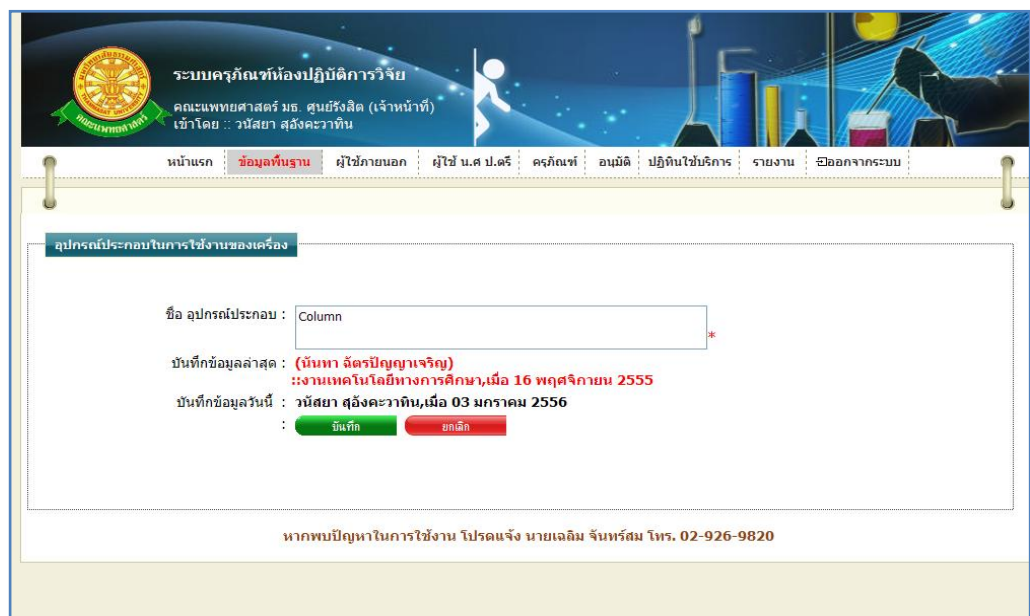 ระบบครุภัณฑ์ห้องปฏิบัติการวิจัย
คณะแพทยศาสตร์ มธ. ศูนย์รังสิต (เจ้าหน้าที่)
เข้าโดย :: วนัสยา สุอังคะวาทิน
คณะแพทยศาสตร์
หน้าแรก ข้อมูลพื้นฐาน ผู้ใช้ภายนอก ผู้ใช้ น.ศ ป.ตรี ครุภัณฑ์ อนุมัติ ปฏิทินใช้บริการ รายงาน ออกจากระบบ
อุปกรณ์ประกอบในการใช้งานของเครื่อง
ชื่อ อุปกรณ์ประกอบ : Column *
บันทึกข้อมูลล่าสุด : (นันทา ฉัตรปัญญาเจริญ)
::งานเทคโนโลยีทางการศึกษา,เมื่อ 16 พฤศจิกายน 2555
บันทึกข้อมูลวันนี้ : วนัสยา สุอังคะวาทิน,เมื่อ 03 มกราคม 2556
: บันทึก ยกเลิก
หากพบปัญหาในการใช้งาน โปรดแจ้ง นายเฉลิม จันทร์สม โทร. 02-926-9820